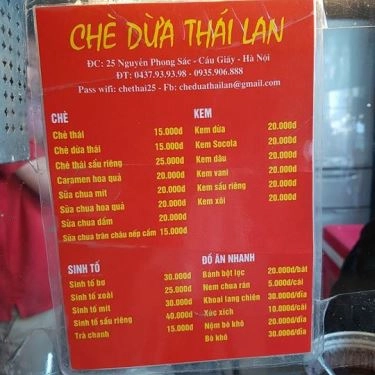 CHÈ DỪA THÁI LAN
ĐC: 25 Nguyễn Phong Sắc - Cầu Giấy - Hà Nội
ĐT: 0437.93.93.98 - 0935.906.888
Pass wifi: chethai25 - Fb: cheduathailan@gmail.com
CHÈ
Chè thái 15.000đ
Chè dừa thái 15.000đ
Chè thái sầu riêng 25.000đ
Caramen hoa quả 20.000đ
Sữa chua mít 20.000đ
Sữa chua hoa quả 20.000đ
Sữa chua dầm 20.000đ
Sữa chua trân châu nếp cẩm 15.000đ
KEM
Kem dừa 20.000đ
Kem Socola 20.000đ
Kem dâu 20.000đ
Kem vani 20.000đ
Kem sầu riêng 20.000đ
Kem xôi 20.000đ
SINH TỐ
Sinh tố bơ 30.000đ
Sinh tố xoài 25.000đ
Sinh tố mít 30.000đ
Sinh tố sầu riêng 40.000đ
Trà chanh 15.000đ
ĐỒ ĂN NHANH
Bánh bột lọc 20.000đ/bát
Nem chua rán 5.000đ/cái
Khoai lang chiên 30.000đ/đĩa
Xúc xích 10.000đ/cái
Nộm bò khô 20.000đ/đĩa
Bò khô 30.000đ/đĩa